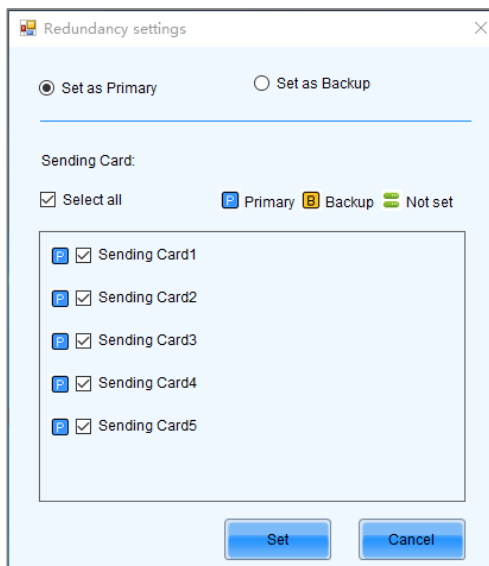 Redundancy settings
Set as Primary Set as Backup
Sending Card:
Select all P Primary B Backup Not set
P Sending Card1
P Sending Card2
P Sending Card3
P Sending Card4
P Sending Card5
Set Cancel